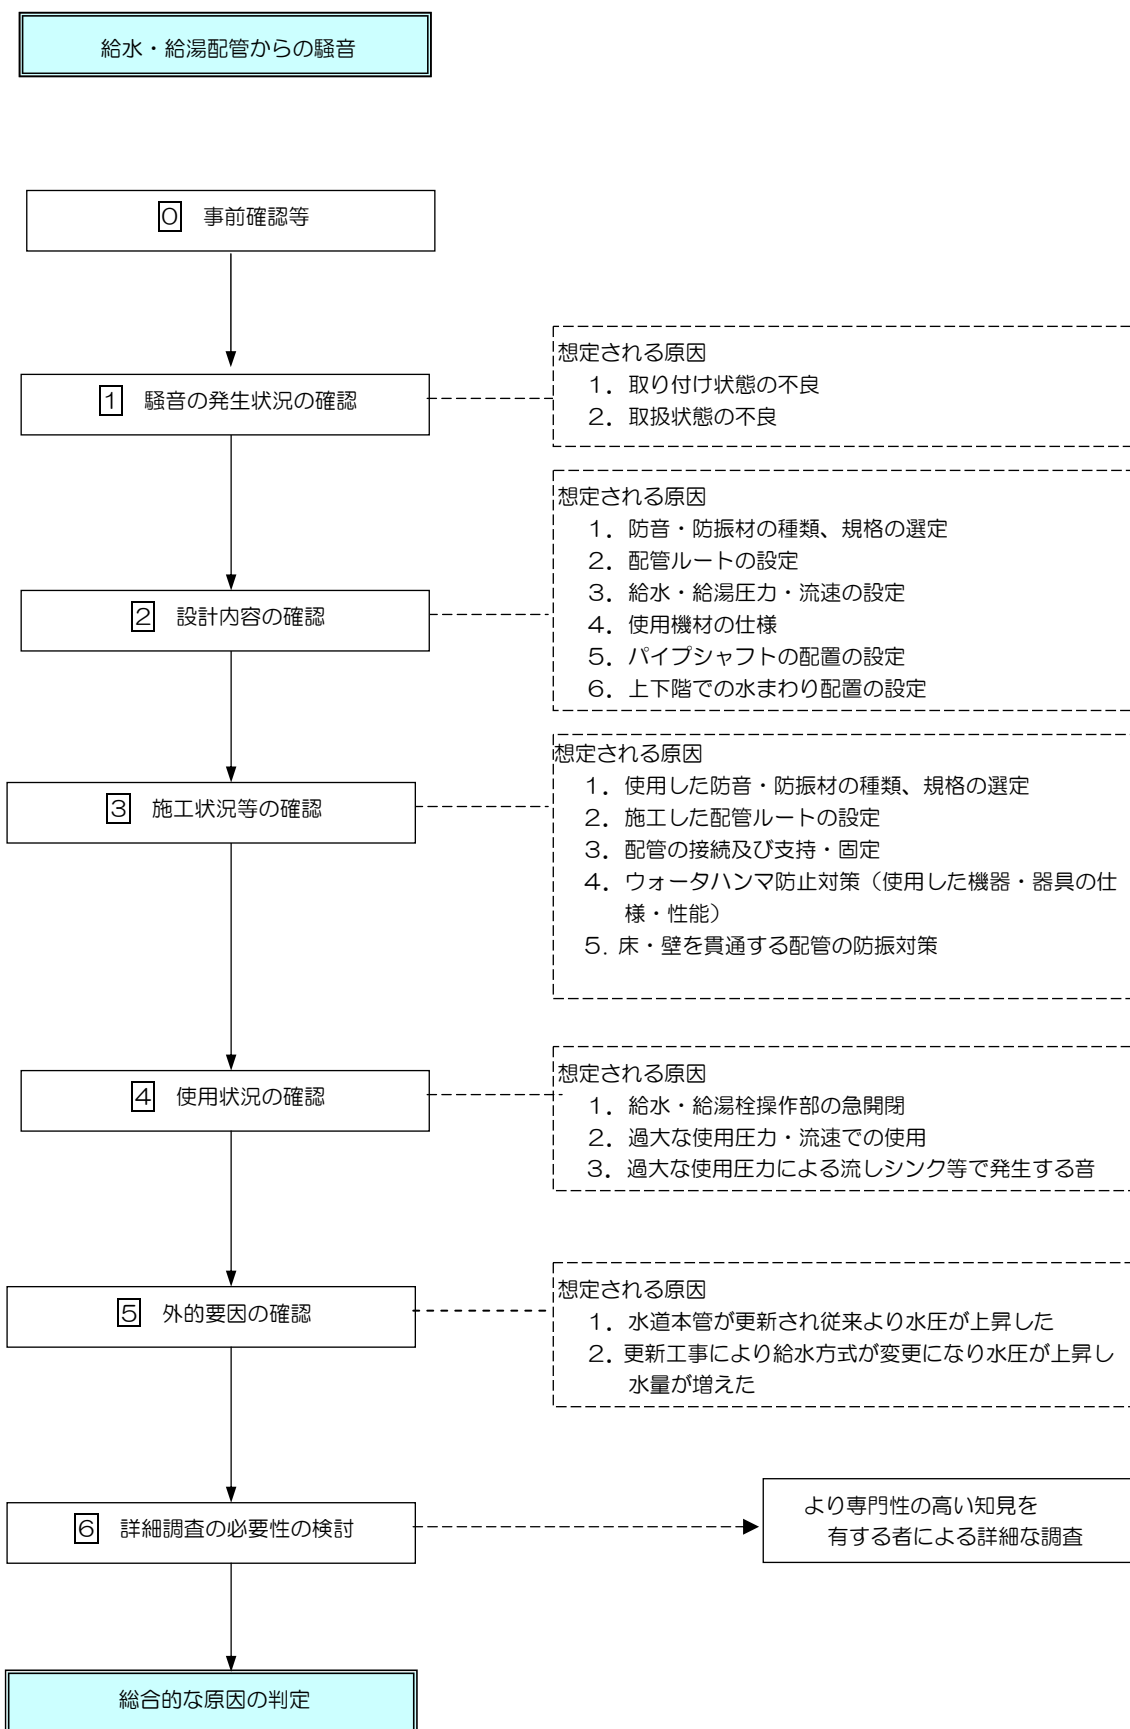 給水・給湯配管からの騒音
0 事前確認等
1 騒音の発生状況の確認
想定される原因
1．取り付け状態の不良
2．取扱状態の不良
2 設計内容の確認
想定される原因
1．防音・防振材の種類、規格の選定
2．配管ルートの設定
3．給水・給湯圧力・流速の設定
4．使用機材の仕様
5．パイプシャフトの配置の設定
6．上下階での水まわり配置の設定
3 施工状況等の確認
想定される原因
1．使用した防音・防振材の種類、規格の選定
2．施工した配管ルートの設定
3．配管の接続及び支持・固定
4．ウォータハンマ防止対策（使用した機器・器具の仕
様・性能）
5．床・壁を貫通する配管の防振対策
4 使用状況の確認
想定される原因
1．給水・給湯栓操作部の急開閉
2．過大な使用圧力・流速での使用
3．過大な使用圧力による流しシンク等で発生する音
5 外的要因の確認
想定される原因
1．水道本管が更新され従来より水圧が上昇した
2．更新工事により給水方式が変更になり水圧が上昇し
水量が増えた
6 詳細調査の必要性の検討
より専門性の高い知見を
有する者による詳細な調査
総合的な原因の判定